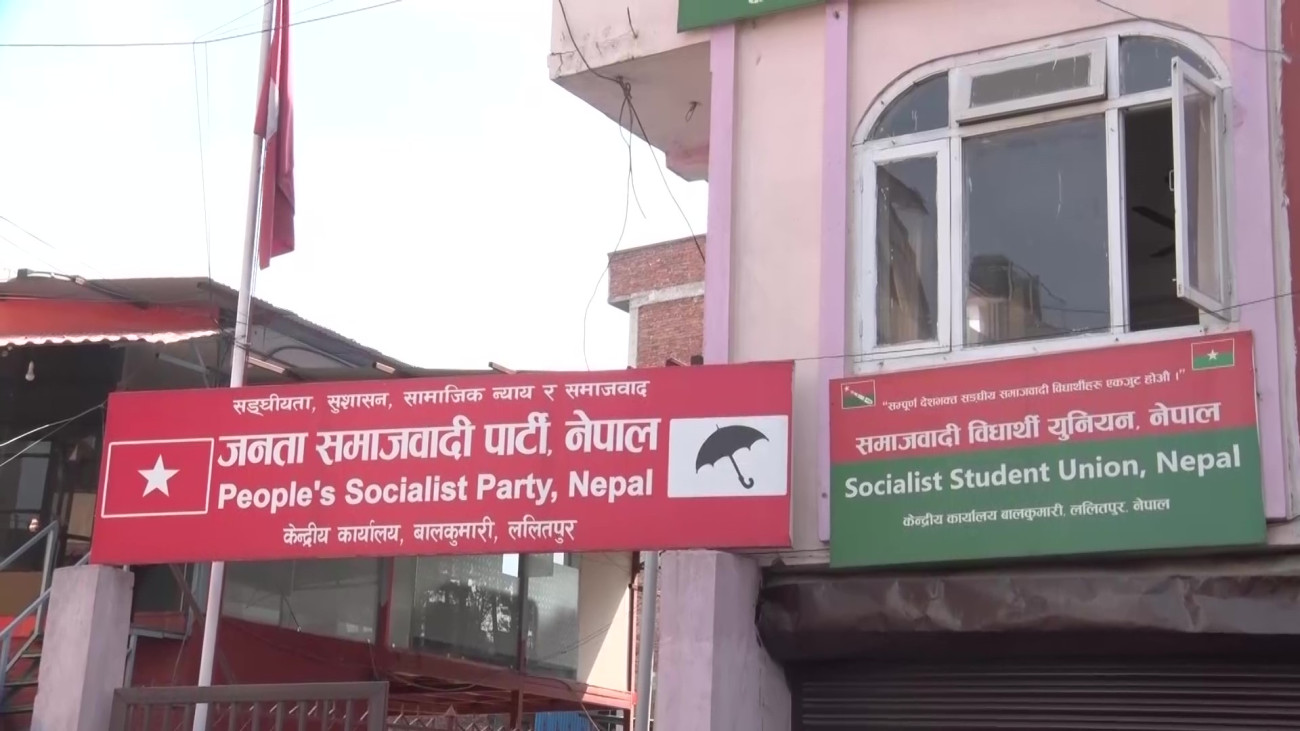 सङ्घीयता, सुशासन, सामाजिक न्याय र समाजवाद
जनता समाजवादी पार्टी, नेपाल
People's Socialist Party, Nepal
केन्द्रीय कार्यालय, बालकुमारी, ललितपुर
"सम्पूर्ण देशभक्त सङ्घीय समाजवादी विधार्थीहरु एकजुट होऔ ।"
समाजवादी विधार्थी युनियन, नेपाल
Socialist Student Union, Nepal
केन्द्रीय कार्यालय बालकुमारी, ललितपुर, नेपाल